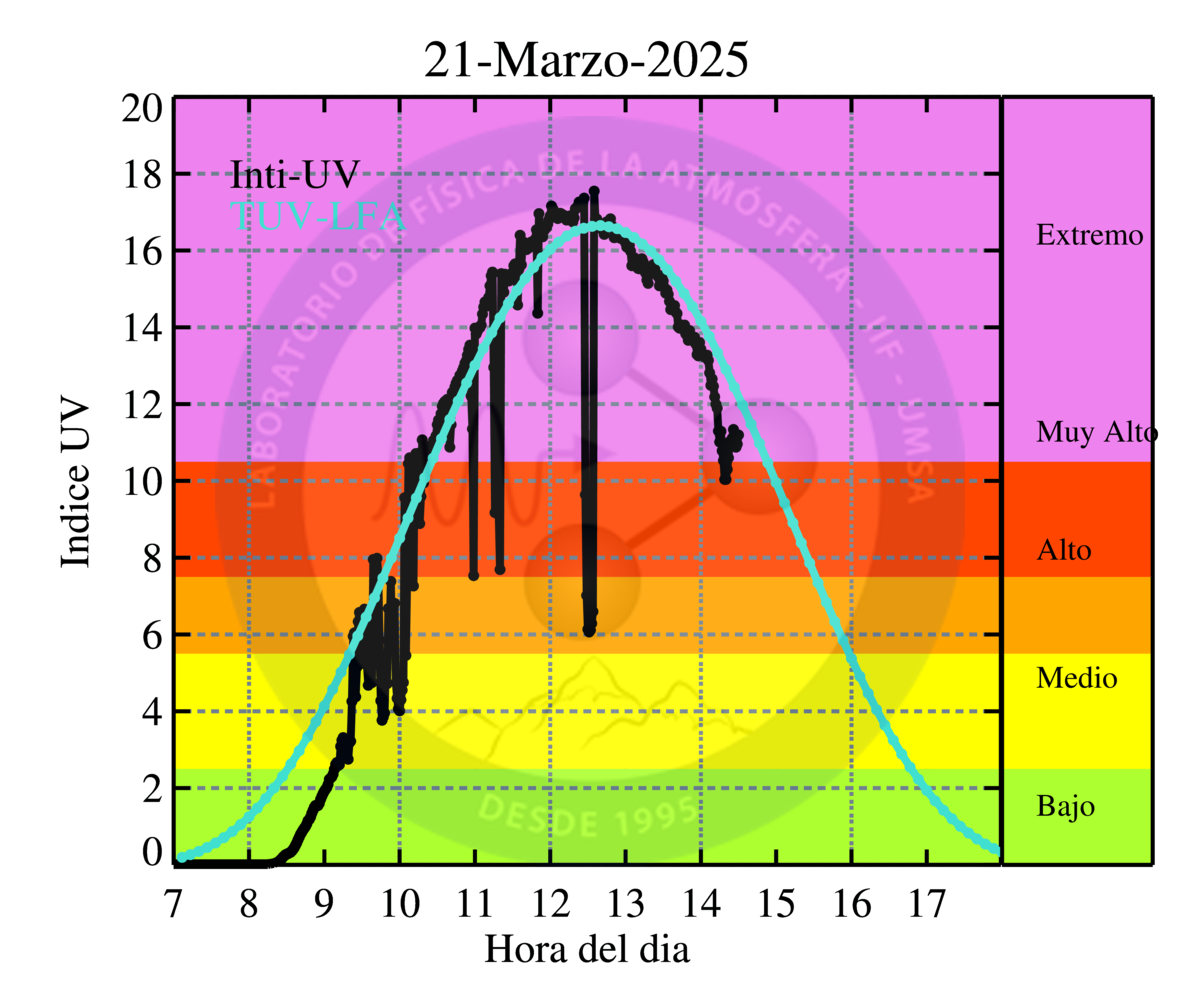 21-Marzo-2025
20
18
16
14
12
10
8
6
4
2
0
Indice UV
Inti-UV
TUV-LFA
LABORATORIO DE FÍSICA DE LA ATMÓSFERA - IIF - UMSA
DESDE 1995
Extremo
Muy Alto
Alto
Medio
Bajo
7 8 9 10 11 12 13 14 15 16 17
Hora del dia